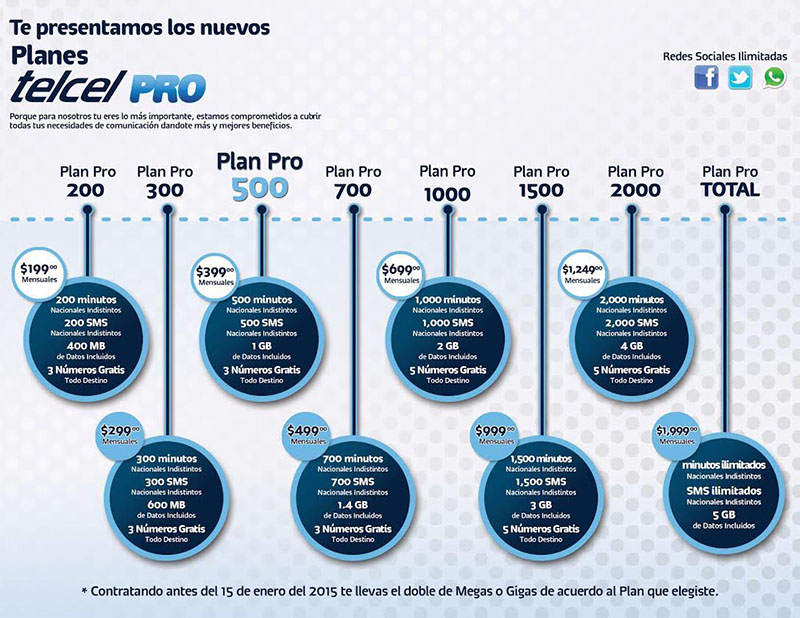 Te presentamos los nuevos
Planes
telcel PRO
Porque para nosotros tu eres lo más importante, estamos comprometidos a cubrir
todas tus necesidades de comunicación dandote más y mejores beneficios.
Redes Sociales Ilimitadas
Plan Pro
200
Plan Pro
300
Plan Pro
500
Plan Pro
700
Plan Pro
1000
Plan Pro
1500
Plan Pro
2000
Plan Pro
TOTAL
$199.00
Mensuales
200 minutos
Nacionales Indistintos
200 SMS
Nacionales Indistintos
400 MB
de Datos Incluidos
3 Números Gratis
Todo Destino
$399.00
Mensuales
500 minutos
Nacionales Indistintos
500 SMS
Nacionales Indistintos
1 GB
de Datos Incluidos
3 Números Gratis
Todo Destino
$699.00
Mensuales
1,000 minutos
Nacionales Indistintos
1,000 SMS
Nacionales Indistintos
2 GB
de Datos Incluidos
5 Números Gratis
Todo Destino
$1,249.00
Mensuales
2,000 minutos
Nacionales Indistintos
2,000 SMS
Nacionales Indistintos
4 GB
de Datos Incluidos
5 Números Gratis
Todo Destino
$299.00
Mensuales
300 minutos
Nacionales Indistintos
300 SMS
Nacionales Indistintos
600 MB
de Datos Incluidos
3 Números Gratis
Todo Destino
$499.00
Mensuales
700 minutos
Nacionales Indistintos
700 SMS
Nacionales Indistintos
1.4 GB
de Datos Incluidos
3 Números Gratis
Todo Destino
$999.00
Mensuales
1,500 minutos
Nacionales Indistintos
1,500 SMS
Nacionales Indistintos
3 GB
de Datos Incluidos
5 Números Gratis
Todo Destino
$1,999.00
Mensuales
minutos ilimitados
Nacionales Indistintos
SMS ilimitados
Nacionales Indistintos
5 GB
de Datos Incluidos
* Contratando antes del 15 de enero del 2015 te llevas el doble de Megas o Gigas de acuerdo al Plan que elegiste.